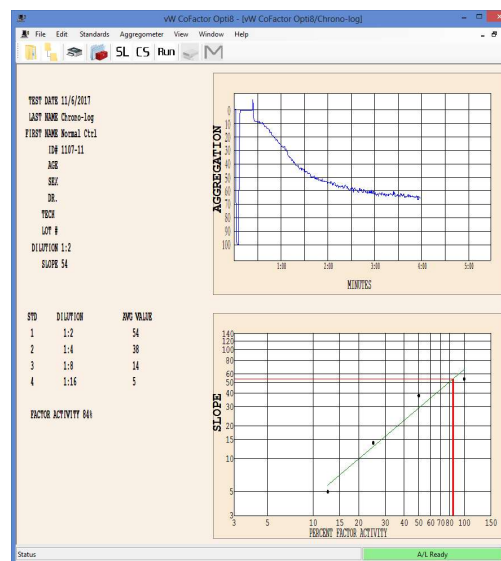 vW CoFactor Opti8 - [vW CoFactor Opti8/Chrono-log]
File Edit Standards Aggregometer View Window Help
SL CS Run M
TEST DATE 11/6/2017
LAST NAME Chrono-log
FIRST NAME Normal Ctrl
ID# 1107-11
AGE
SEX
DR.
TECH
LOT #
DILUTION 1:2
SLOPE 54
AGGREGATION
0
10
20
30
40
50
60
70
80
90
100
1:00 2:00 3:00 4:00 5:00
MINUTES
STD DILUTION AVG VALUE
1 1:2 54
2 1:4 38
3 1:8 14
4 1:16 5
FACTOR ACTIVITY 84%
SLOPE
140
120
100
80
60
50
40
30
20
15
10
5
3
3 5 10 15 20 30 40 50 60 70 80 100 150
PERCENT FACTOR ACTIVITY
Status A/L Ready